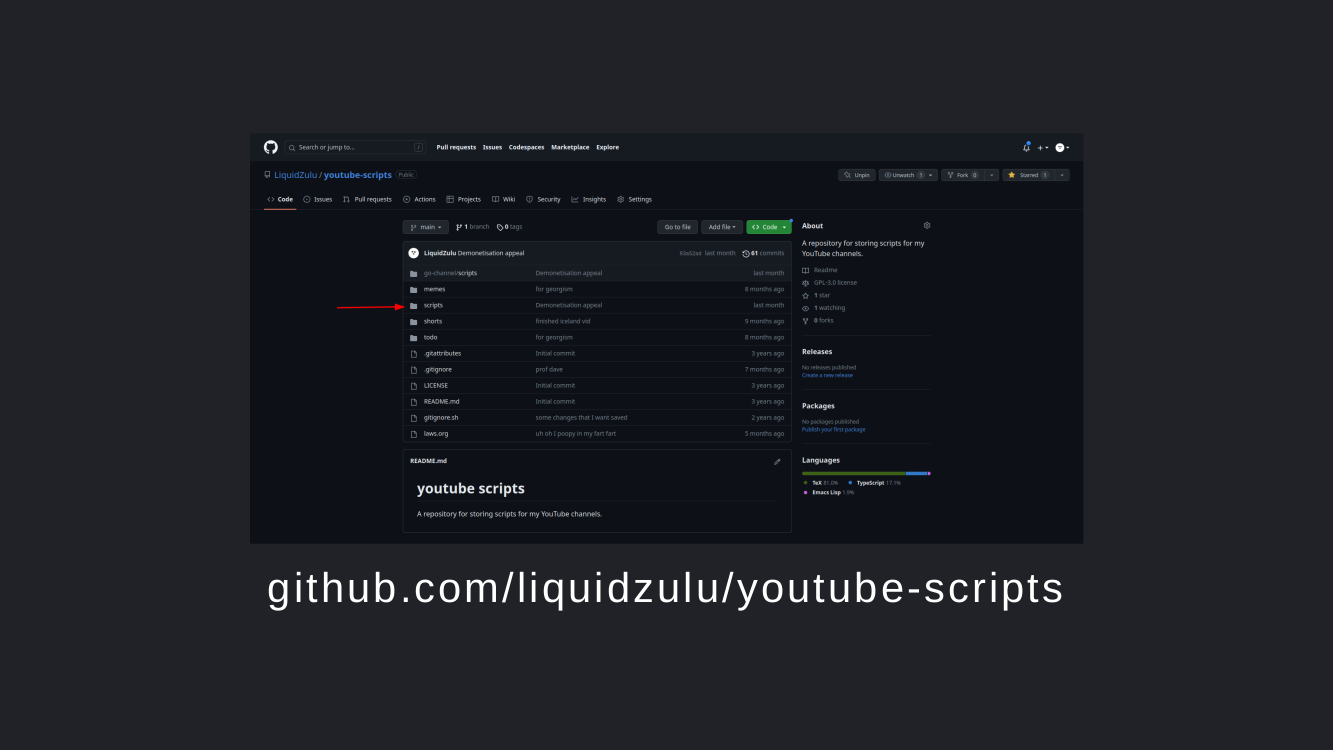 Search or jump to... / Pull requests Issues Codespaces Marketplace Explore
LiquidZulu / youtube-scripts Public Unpin Unwatch 1 Fork 0 Starred 1
Code Issues Pull requests Actions Projects Wiki Security Insights Settings
main 1 branch 0 tags Go to file Add file Code
LiquidZulu Demonetisation appeal last month 61 commits
go-channel/scripts Demonetisation appeal last month
memes for georgism 8 months ago
scripts Demonetisation appeal last month
shorts finished iceland vid 9 months ago
todo for georgism 8 months ago
.gitattributes Initial commit 3 years ago
.gitignore prof dave 7 months ago
LICENSE Initial commit 3 years ago
README.md Initial commit 3 years ago
gitignore.sh some changes that I want saved 2 years ago
laws.org uh oh I poopy in my fart fart 5 months ago
README.md
youtube scripts
A repository for storing scripts for my YouTube channels.
About
A repository for storing scripts for my
YouTube channels.
Readme
GPL-3.0 license
1 star
1 watching
0 forks
Releases
No releases published
Create a new release
Packages
No packages published
Publish your first package
Languages
TeX 81.0% TypeScript 17.1%
Emacs Lisp 1.9%
github.com/liquidzulu/youtube-scripts